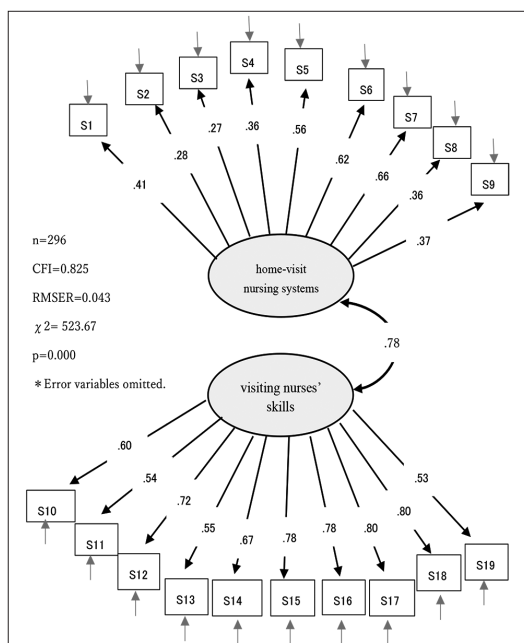 S1
S2
S3
S4
S5
S6
S7
S8
S9
.41
.28
.27
.36
.56
.62
.66
.36
.37
home-visit
nursing systems
n=296
CFI=0.825
RMSER=0.043
χ2= 523.67
p=0.000
* Error variables omitted.
.78
visiting nurses'
skills
.60
.54
.72
.55
.67
.78
.78
.80
.80
.53
S10
S11
S12
S13
S14
S15
S16
S17
S18
S19